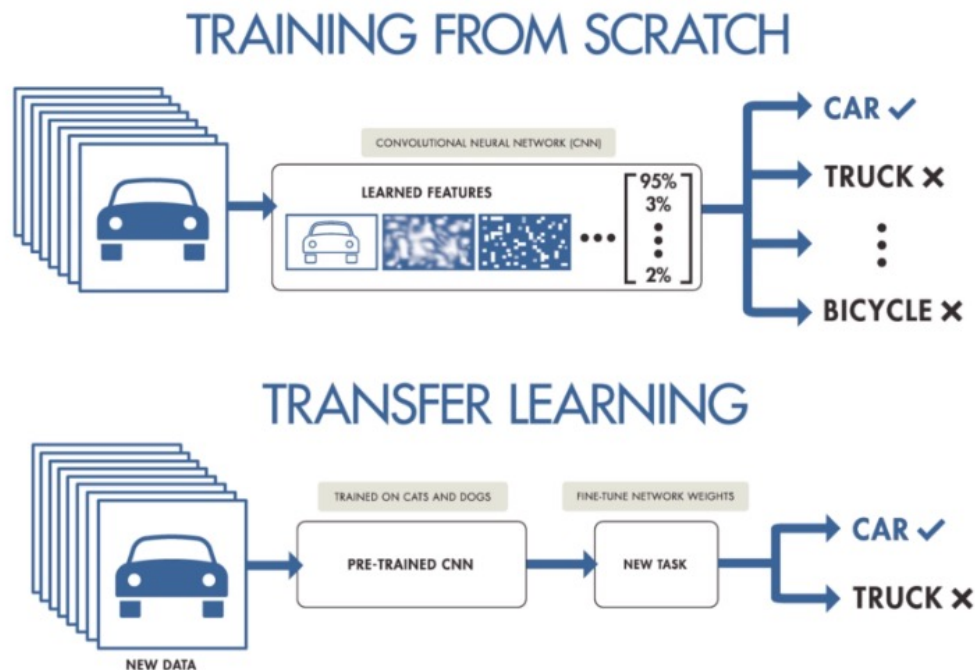 TRAINING FROM SCRATCH
CONVOLUTIONAL NEURAL NETWORK (CNN)
LEARNED FEATURES
95%
3%
2%
CAR ✓
TRUCK ✕
BICYCLE ✕
TRANSFER LEARNING
TRAINED ON CATS AND DOGS
FINE-TUNE NETWORK WEIGHTS
PRE-TRAINED CNN
NEW TASK
CAR ✓
TRUCK ✕
NEW DATA